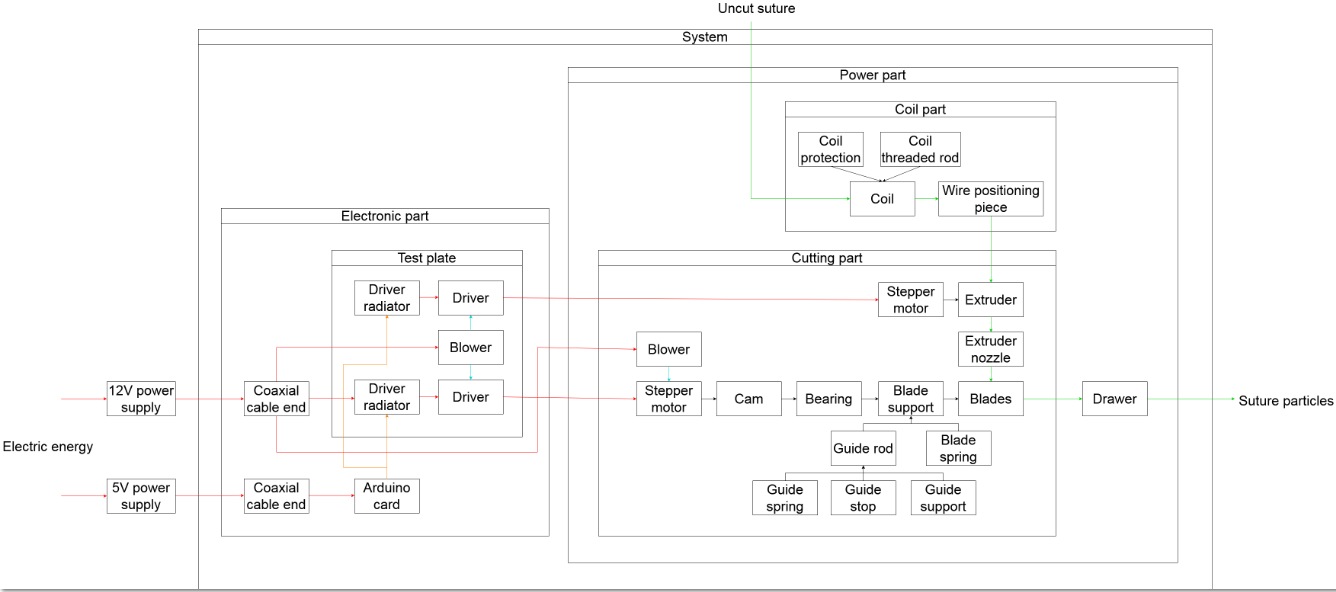 Uncut suture
System
Power part
Coil part
Coil
protection
Coil
threaded rod
Coil
Wire positioning
piece
Electronic part
Test plate
Driver
radiator
Driver
Blower
Driver
radiator
Driver
12V power
supply
Coaxial
cable end
Electric energy
5V power
supply
Coaxial
cable end
Arduino
card
Cutting part
Stepper
motor
Extruder
Extruder
nozzle
Blower
Stepper
motor
Cam
Bearing
Blade
support
Blades
Drawer
Suture particles
Guide rod
Blade
spring
Guide
spring
Guide
stop
Guide
support